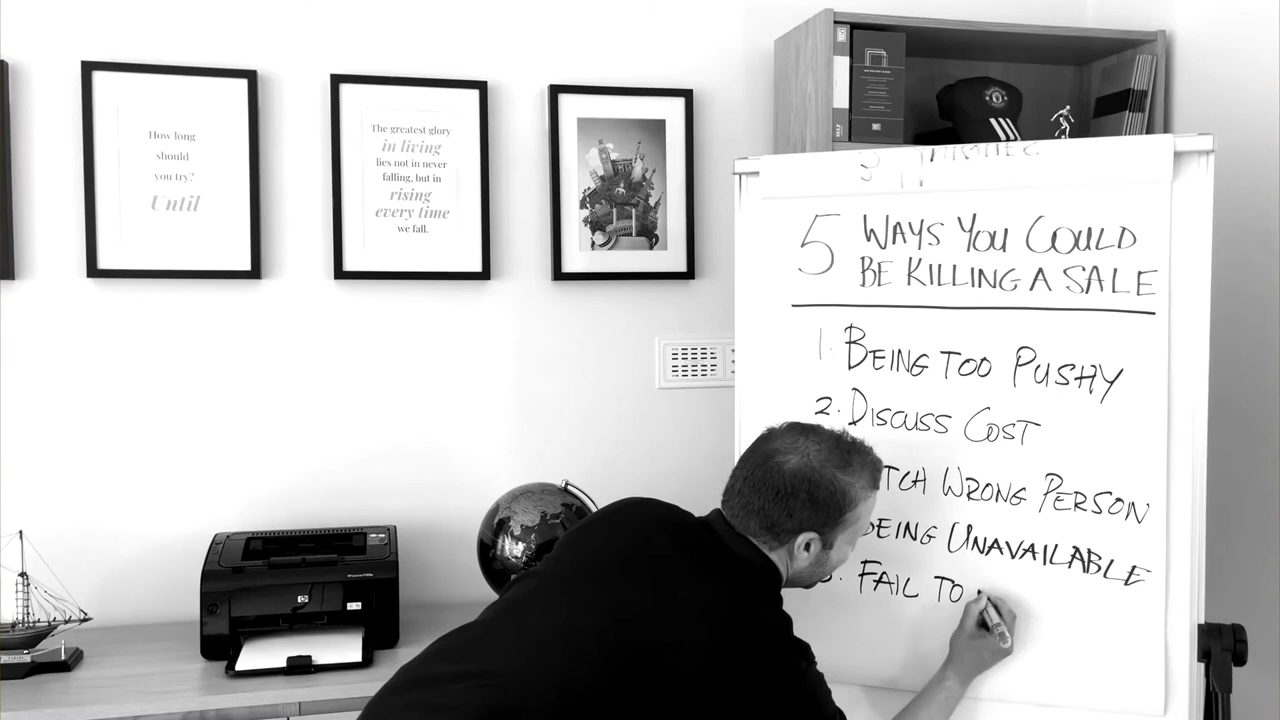 How long
should
you try?
Until
The greatest glory
in living
lies not in never
falling, but in
rising
every time
we fall.
5 WAYS YOU COULD
BE KILLING A SALE
1. BEING TOO PUSHY
2. DISCUSS COST
TCH WRONG PERSON
BEING UNAVAILABLE
FAIL TO
hp